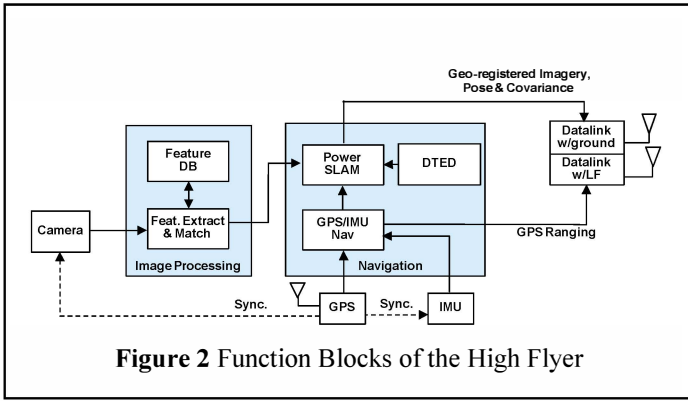 Geo-registered Imagery,
Pose & Covariance
Feature
DB
Power
SLAM
DTED
Datalink
w/ground
Datalink
w/LF
Camera
Feat. Extract
& Match
GPS/IMU
Nav
GPS Ranging
Image Processing
Navigation
Sync.
GPS
Sync.
IMU
Figure 2 Function Blocks of the High Flyer